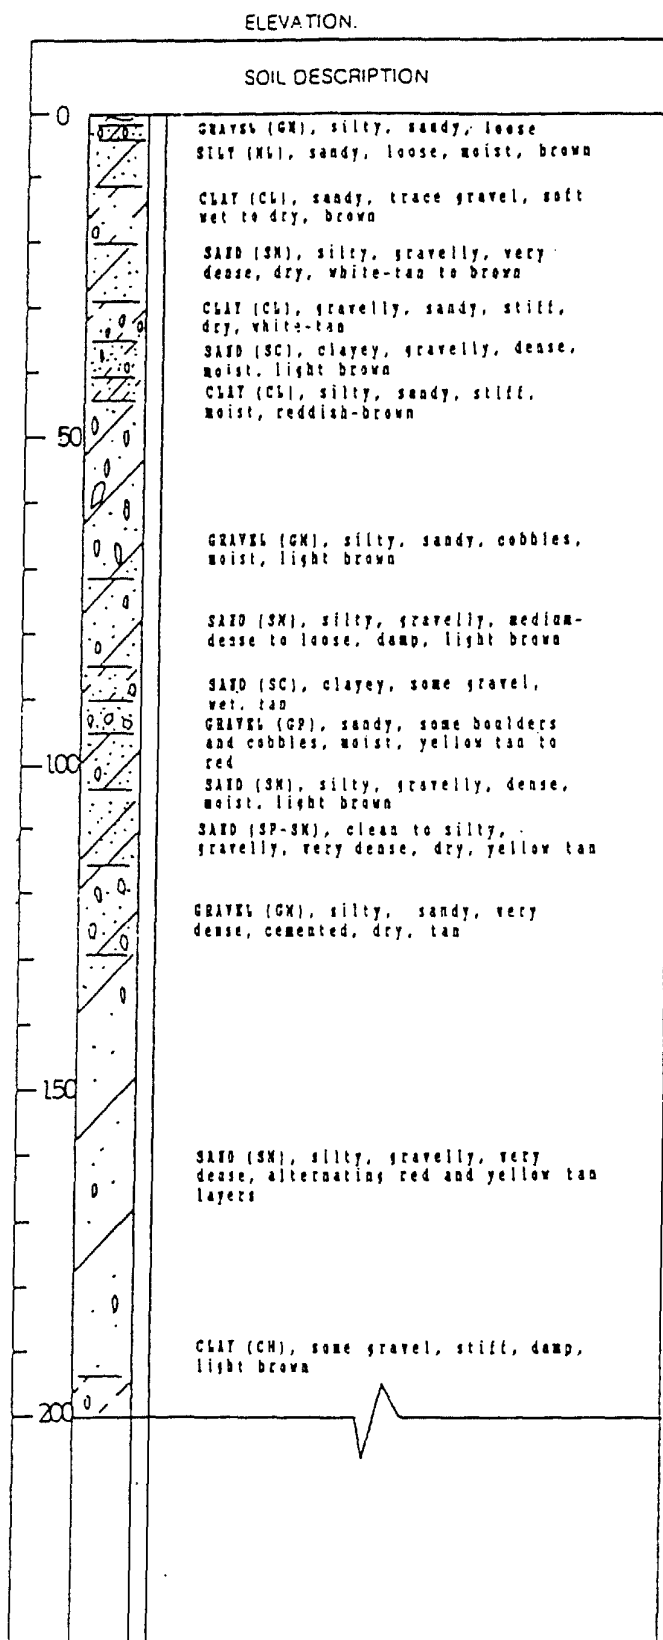 ELEVATION.
SOIL DESCRIPTION
0
GRAVEL (GM), silty, sandy, loose
SILT (ML), sandy, loose, moist, brown
CLAY (CL), sandy, trace gravel, soft
wet to dry, brown
SAND (SM), silty, gravelly, very
dense, dry, white-tan to brown
CLAY (CL), gravelly, sandy, stiff,
dry, white-tan
SAND (SC), clayey, gravelly, dense,
moist, light brown
CLAY (CL), silty, sandy, stiff,
moist, reddish-brown
50
GRAVEL (GM), silty, sandy, cobbles,
moist, light brown
SAND (SM), silty, gravelly, medium-
dense to loose, damp, light brown
SAND (SC), clayey, some gravel,
wet, tan
GRAVEL (GP), sandy, some boulders
and cobbles, moist, yellow tan to
red
100
SAND (SM), silty, gravelly, dense,
moist, light brown
SAND (SP-SM), clean to silty,
gravelly, very dense, dry, yellow tan
GRAVEL (GM), silty, sandy, very
dense, cemented, dry, tan
150
SAND (SM), silty, gravelly, very
dense, alternating red and yellow tan
layers
CLAY (CH), some gravel, stiff, damp,
light brown
200